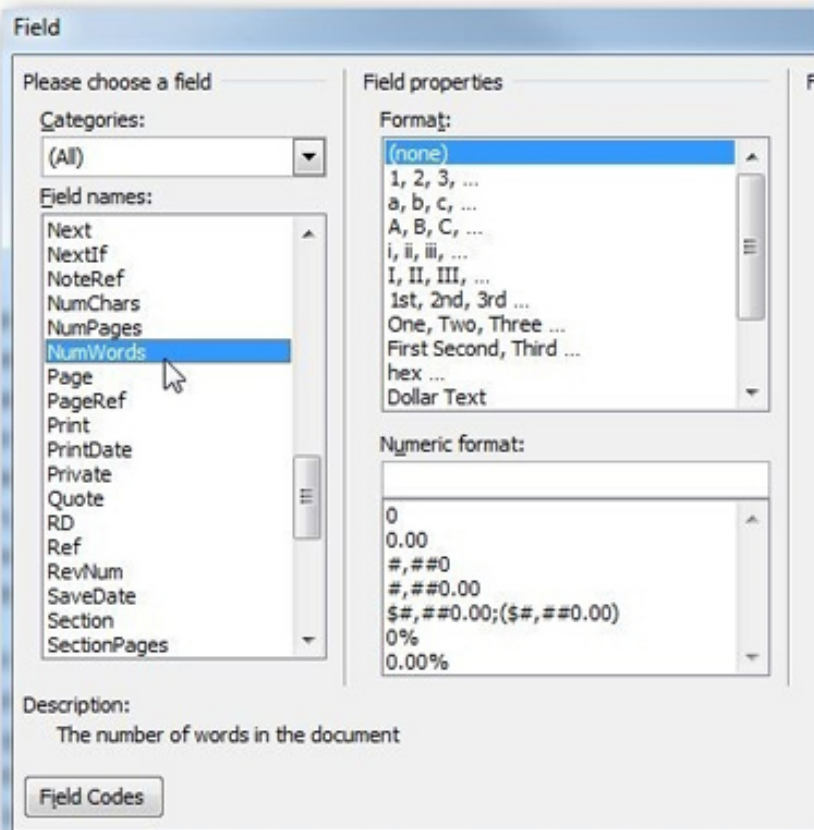 Field
Please choose a field
Categories:
(All)
Field names:
Next
NextIf
NoteRef
NumChars
NumPages
NumWords
Page
PageRef
Print
PrintDate
Private
Quote
RD
Ref
RevNum
SaveDate
Section
SectionPages
Field properties
Format:
(none)
1, 2, 3, ...
a, b, c, ...
A, B, C, ...
i, ii, iii, ...
I, II, III, ...
1st, 2nd, 3rd ...
One, Two, Three ...
First Second, Third ...
hex ...
Dollar Text
Numeric format:
0
0.00
#,##0
#,##0.00
$#,##0.00;($#,##0.00)
0%
0.00%
F
Description:
The number of words in the document
Field Codes